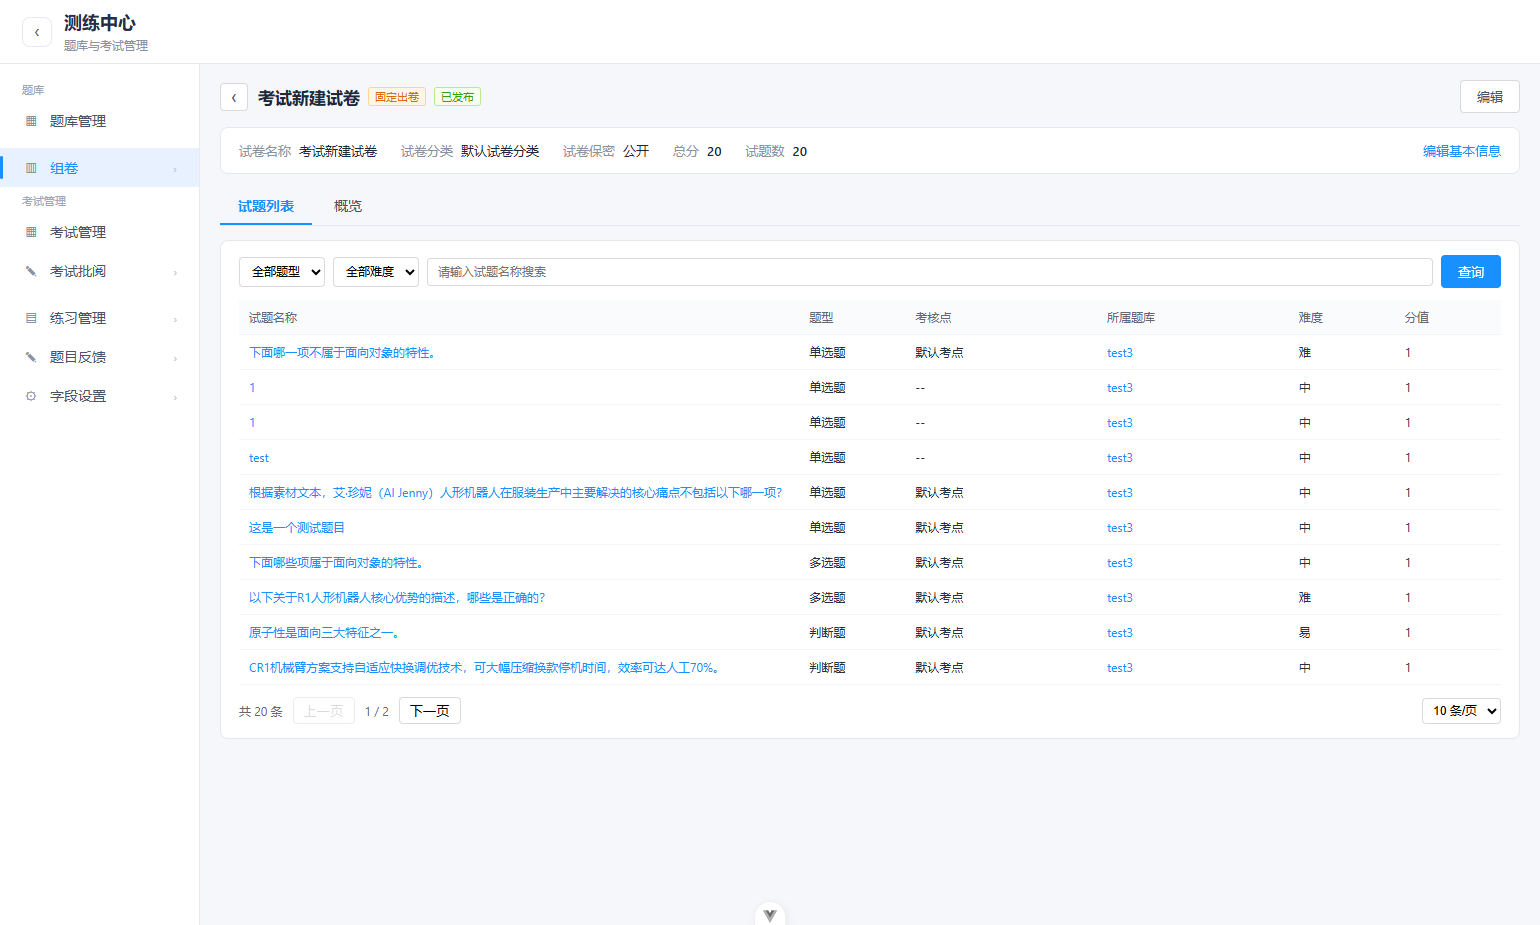 测练中心
题库与考试管理
题库
题库管理
组卷
考试管理
考试管理
考试批阅
练习管理
题目反馈
字段设置
考试新建试卷 固定出卷 已发布 编辑
试卷名称 考试新建试卷 试卷分类 默认试卷分类 试卷保密 公开 总分 20 试题数 20 编辑基本信息
试题列表 概览
全部题型 全部难度 请输入试题名称搜索 查询
试题名称 题型 考核点 所属题库 难度 分值
下面哪一项不属于面向对象的特性。 单选题 默认考点 test3 难 1
1 单选题 -- test3 中 1
1 单选题 -- test3 中 1
test 单选题 -- test3 中 1
根据素材文本，艾·珍妮（AI Jenny）人形机器人在服装生产中主要解决的核心痛点不包括以下哪一项？ 单选题 默认考点 test3 中 1
这是一个测试题目 单选题 默认考点 test3 中 1
下面哪些项属于面向对象的特性。 多选题 默认考点 test3 中 1
以下关于R1人形机器人核心优势的描述，哪些是正确的？ 多选题 默认考点 test3 难 1
原子性是面向三大特征之一。 判断题 默认考点 test3 易 1
CR1机械臂方案支持自适应快换调优技术，可大幅压缩换款停机时间，效率可达人工70%。 判断题 默认考点 test3 中 1
共 20 条 上一页 1 / 2 下一页 10 条/页